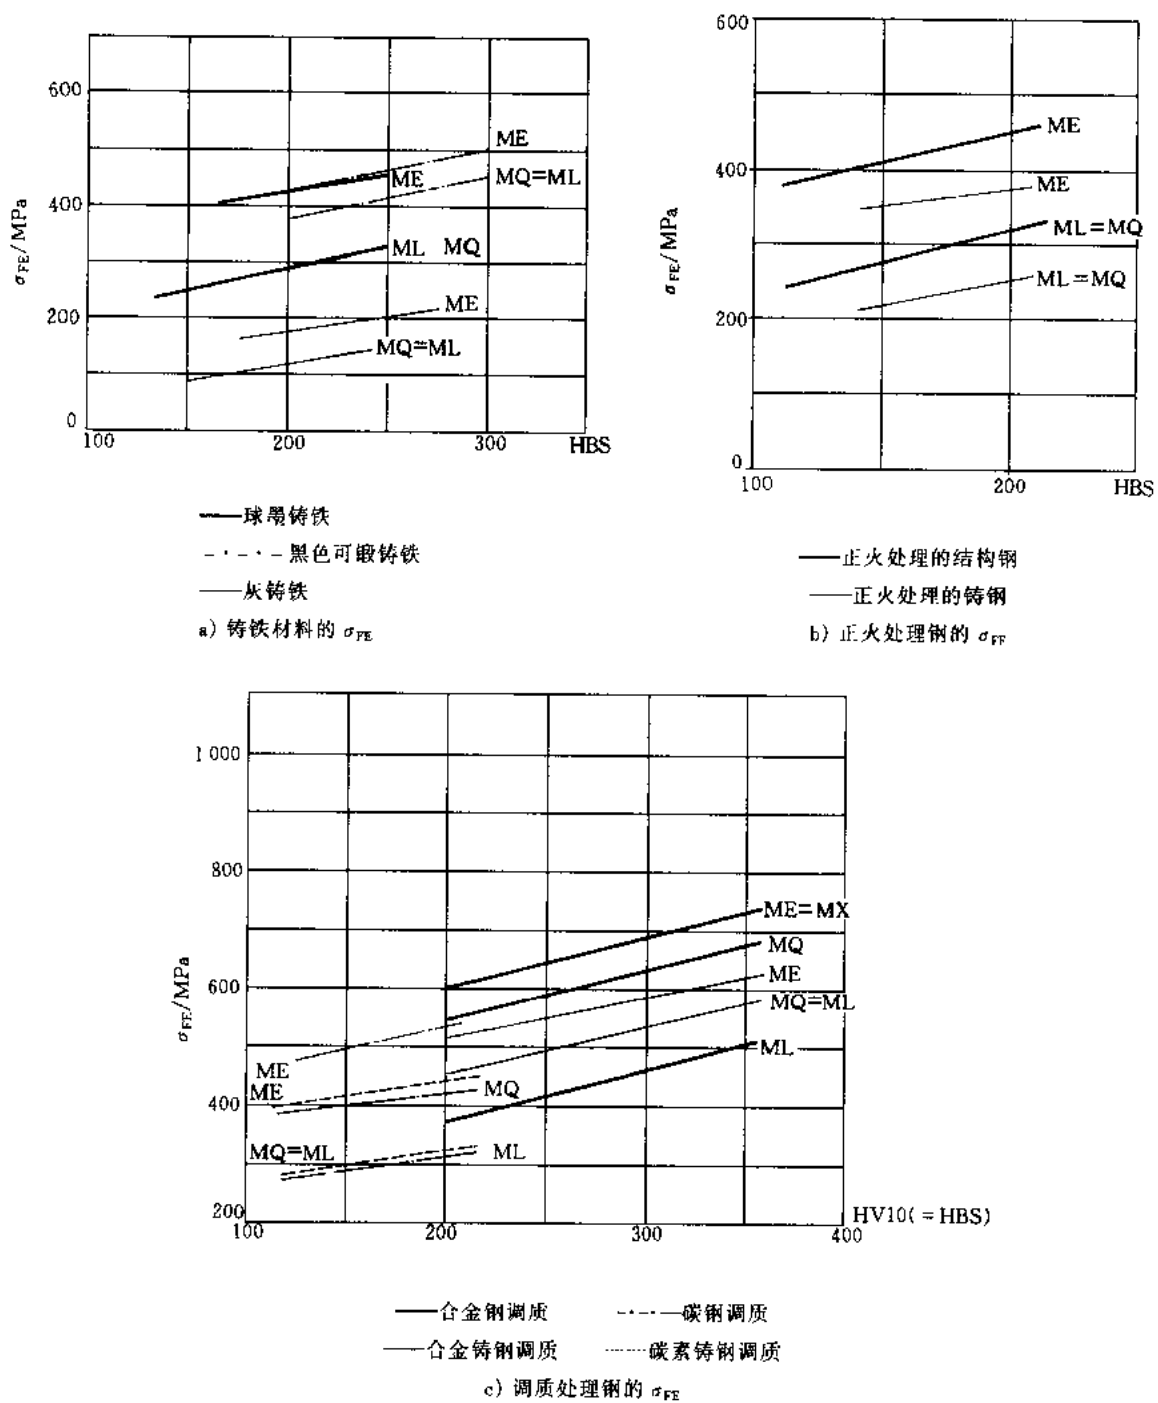 600
ME
ME
MQ=ML
400
σFE/MPa
ML MQ
ME
200
MQ=ML
0
100 200 300 HBS
球墨铸铁
黑色可锻铸铁
灰铸铁
a) 铸铁材料的 σFE
600
ME
400
ME
ML=MQ
σFE/MPa
ML=MQ
200
0
100 200 HBS
正火处理的结构钢
正火处理的铸钢
b) 正火处理钢的 σFE
1 000
800
ME=MX
MQ
ME
600
MQ=ML
σFE/MPa
ML
ME
ME
MQ
400
MQ=ML
ML
200
100 200 300 400 HV10(=HBS)
合金钢调质 碳钢调质
合金铸钢调质 碳素铸钢调质
c) 调质处理钢的 σFE